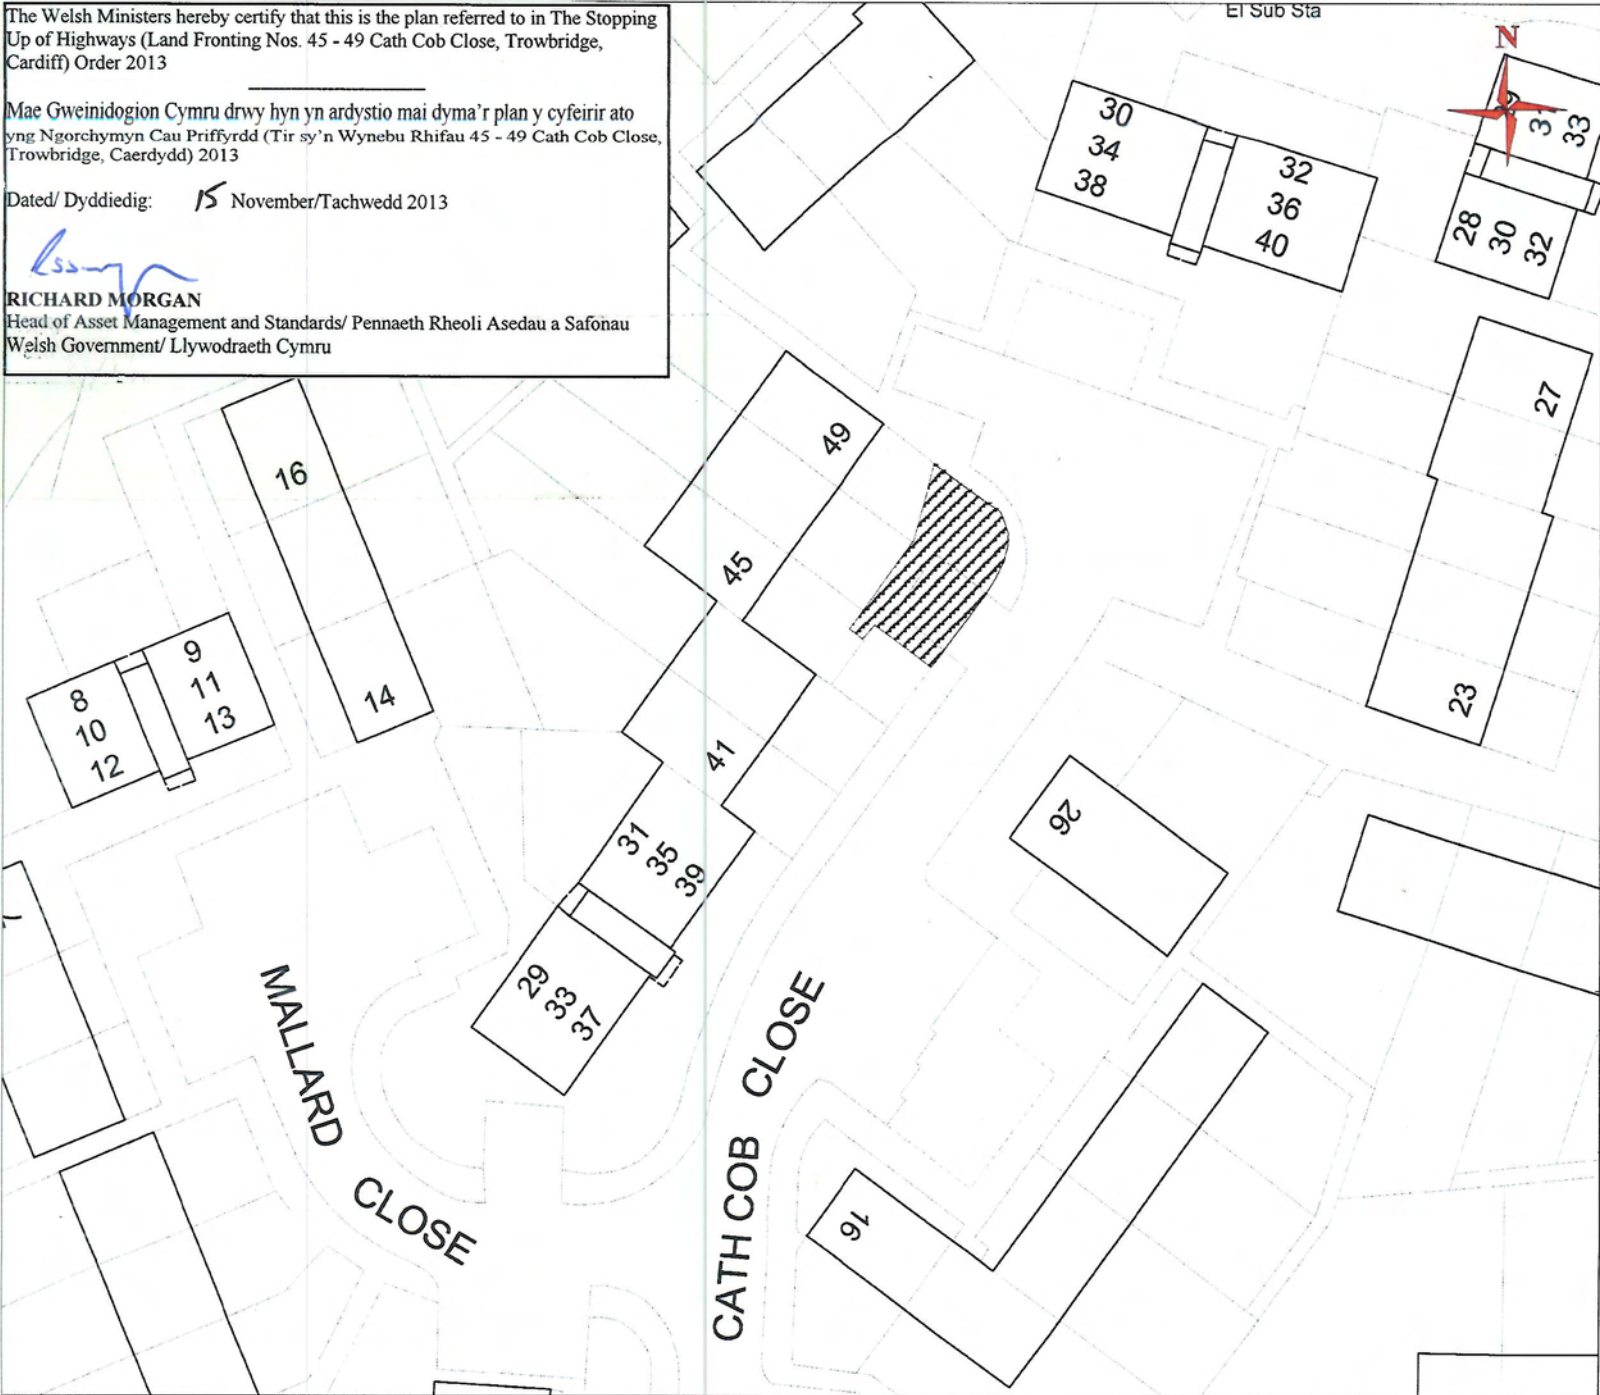 The Welsh Ministers hereby certify that this is the plan referred to in The Stopping
Up of Highways (Land Fronting Nos. 45 - 49 Cath Cob Close, Trowbridge,
Cardiff) Order 2013
Mae Gweinidogion Cymru drwy hyn yn ardystio mai dyma'r plan y cyfeirir ato
yng Ngorchymyn Cau Priffyrdd (Tir sy'n Wynebu Rhifau 45 - 49 Cath Cob Close,
Trowbridge, Caerdydd) 2013
Dated/ Dyddiedig: 15 November/Tachwedd 2013
RICHARD MORGAN
Head of Asset Management and Standards/ Pennaeth Rheoli Asedau a Safonau
Welsh Government/ Llywodraeth Cymru
El Sub Sta
N
30
34
38
32
36
40
31
33
28
30
32
27
23
49
45
41
16
14
9
11
13
8
10
12
31
35
39
29
33
37
26
16
MALLARD
CLOSE
CATH COB CLOSE